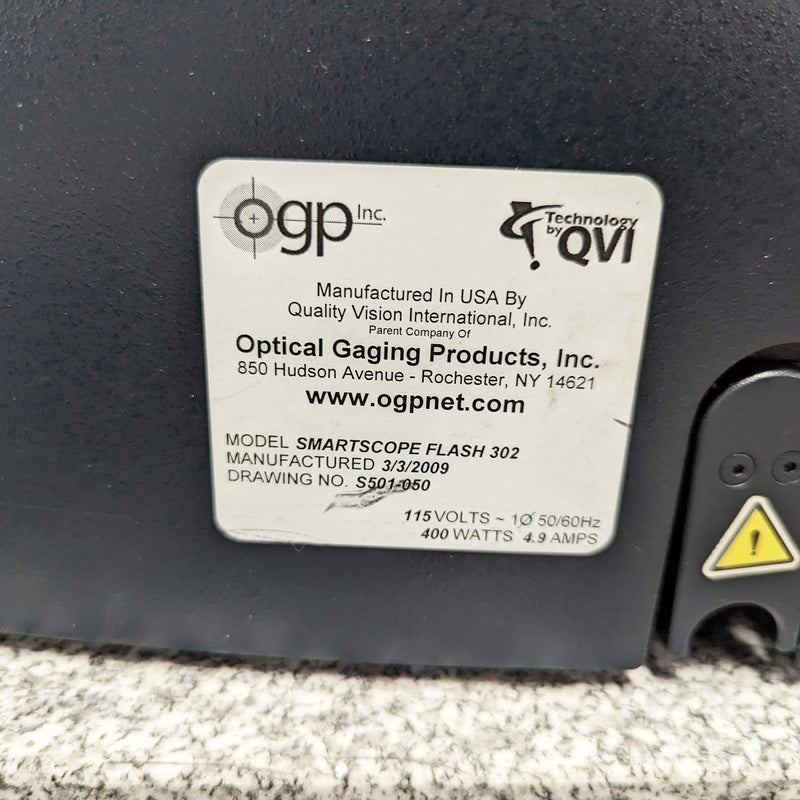 ogp Inc.
Technology
by QVI
Manufactured In USA By
Quality Vision International, Inc.
Parent Company Of
Optical Gaging Products, Inc.
850 Hudson Avenue - Rochester, NY 14621
www.ogpnet.com
MODEL SMARTSCOPE FLASH 302
MANUFACTURED 3/3/2009
DRAWING NO. S501-050
115 VOLTS ~ 1Ø 50/60Hz
400 WATTS 4.9 AMPS
!